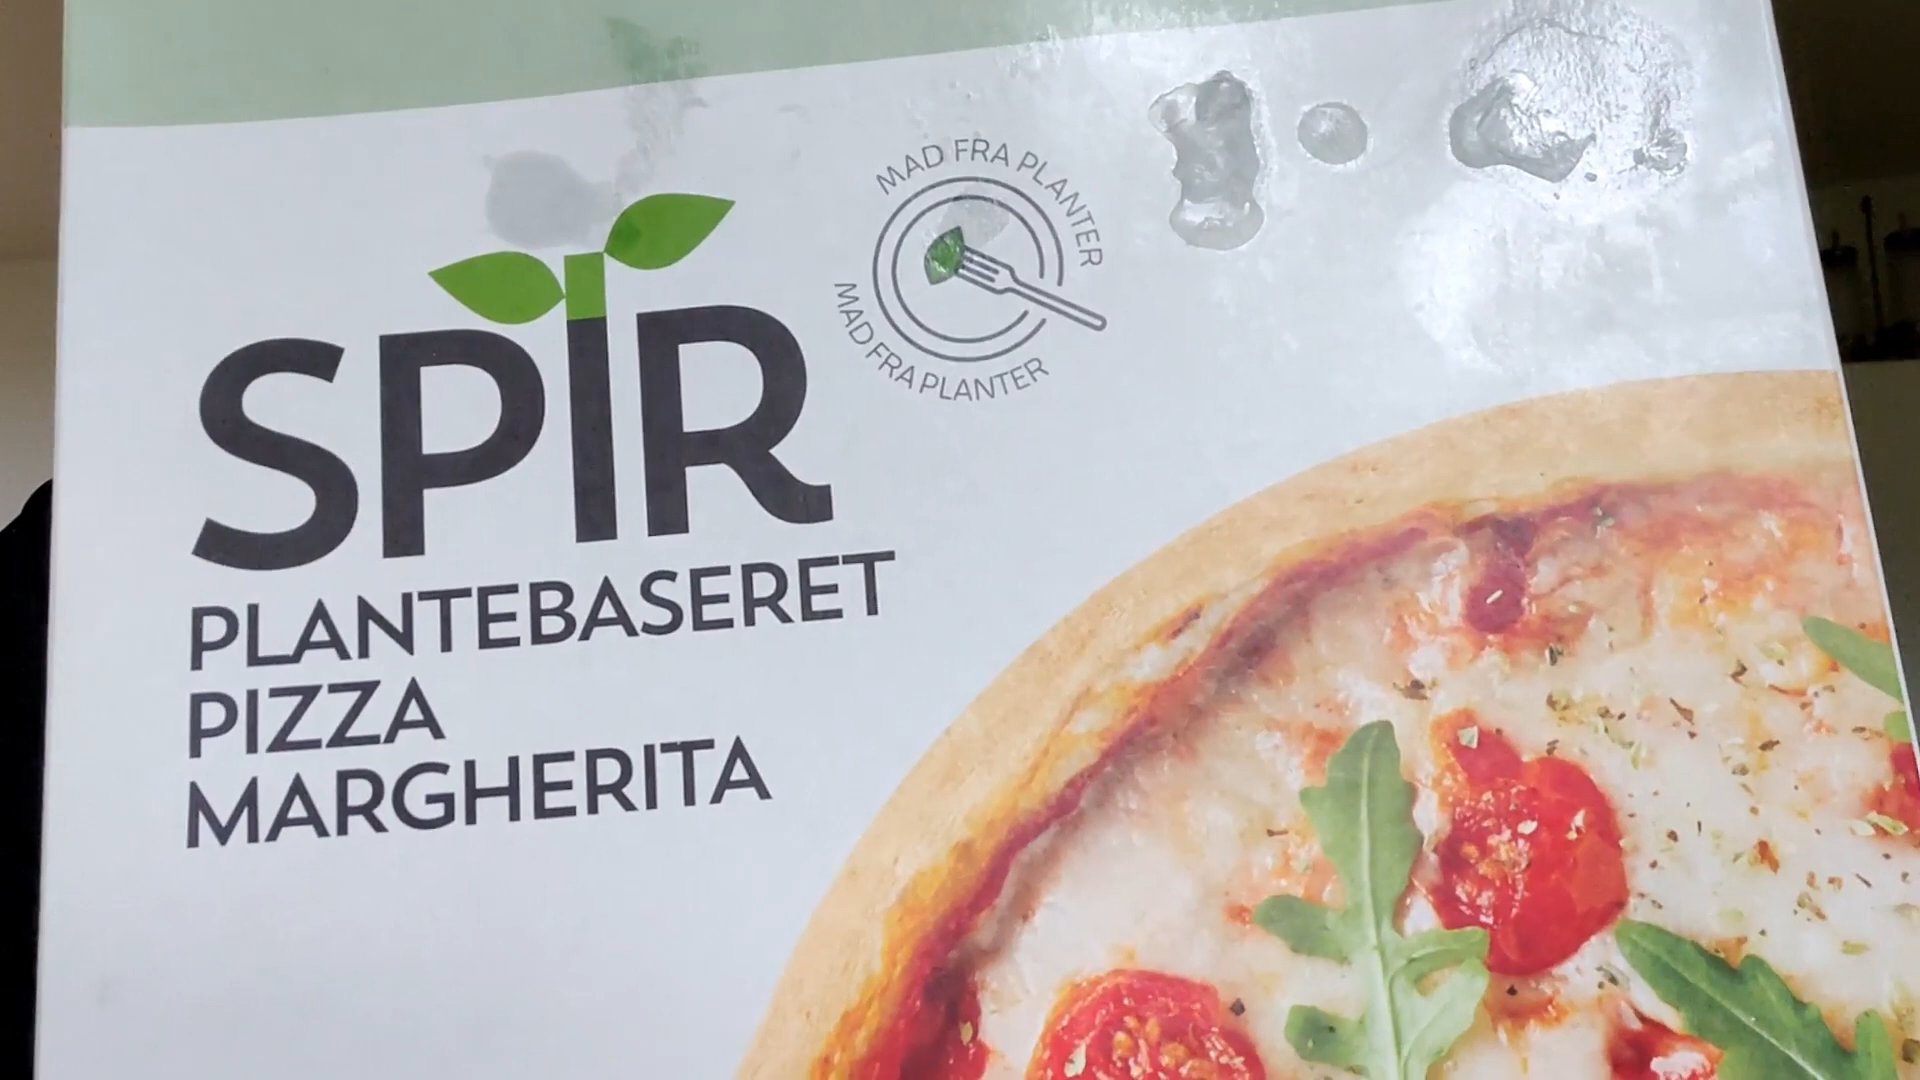 MAD FRA PLANTER
MAD FRA PLANTER
SPIR
PLANTEBASERET
PIZZA
MARGHERITA